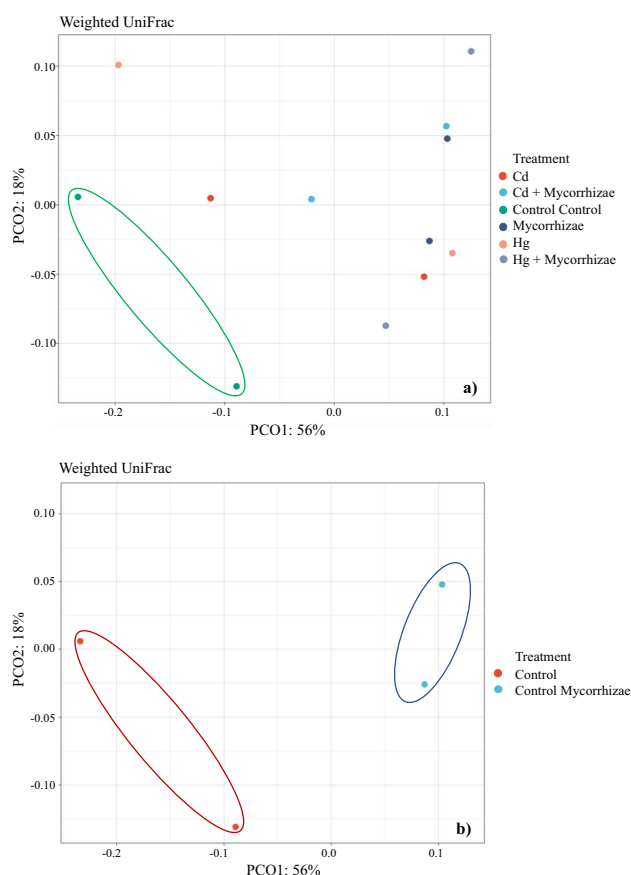 Weighted UniFrac
0.10
0.05
0.00
-0.05
-0.10
PCO2: 18%
-0.2
-0.1
0.0
0.1
PCO1: 56%
a)
Treatment
Cd
Cd + Mycorrhizae
Control Control
Mycorrhizae
Hg
Hg + Mycorrhizae
Weighted UniFrac
0.10
0.05
0.00
-0.05
-0.10
PCO2: 18%
-0.2
-0.1
0.0
0.1
PCO1: 56%
b)
Treatment
Control
Control Mycorrhizae